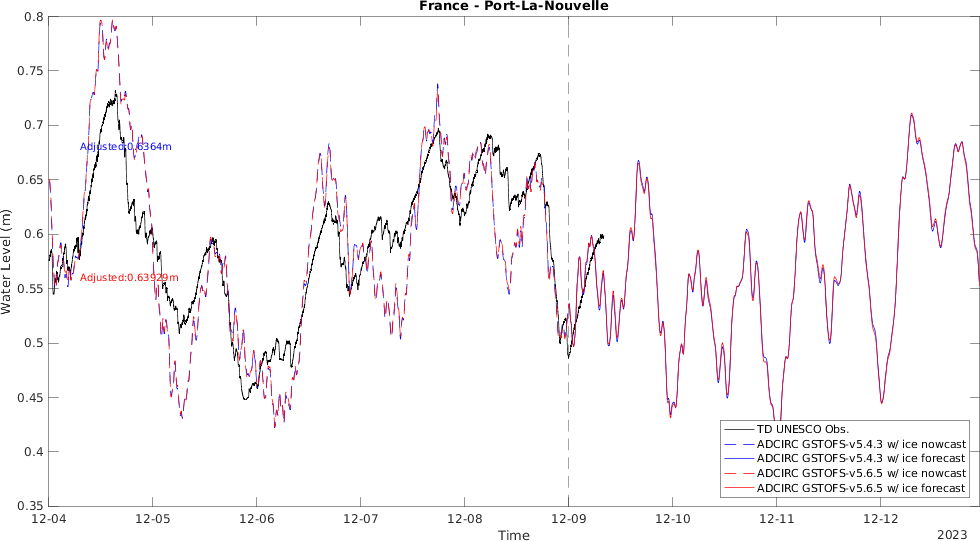 France - Port-La-Nouvelle
0.8
0.75
0.7
0.65
0.6
0.55
0.5
0.45
0.4
0.35
Water Level (m)
Adjusted:0.6364m
Adjusted:0.63929m
TD UNESCO Obs.
ADCIRC GSTOFS-v5.4.3 w/ ice nowcast
ADCIRC GSTOFS-v5.4.3 w/ ice forecast
ADCIRC GSTOFS-v5.6.5 w/ ice nowcast
ADCIRC GSTOFS-v5.6.5 w/ ice forecast
12-04 12-05 12-06 12-07 12-08 12-09 12-10 12-11 12-12
Time
2023